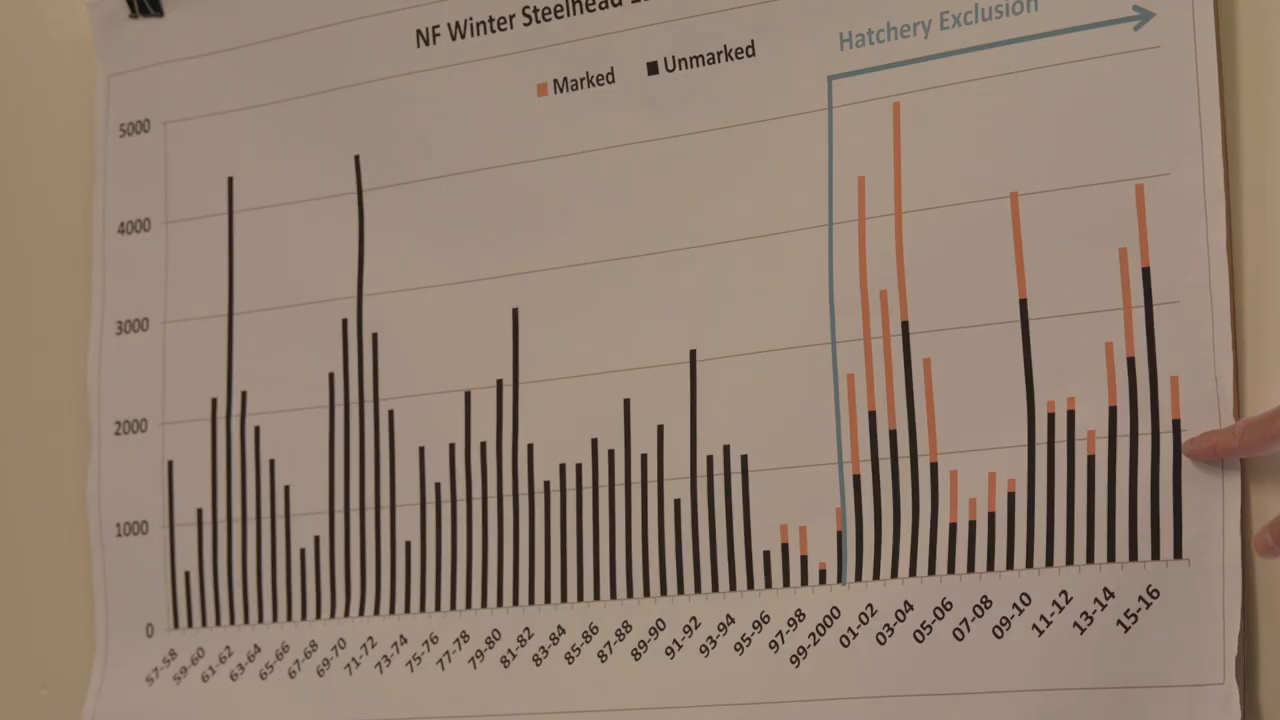 NF Winter Steelhead
Hatchery Exclusion
Marked Unmarked
5000
4000
3000
2000
1000
0
57-58 59-60 61-62 63-64 65-66 67-68 69-70 71-72 73-74 75-76 77-78 79-80 81-82 83-84 85-86 87-88 89-90 91-92 93-94 95-96 97-98 99-2000 01-02 03-04 05-06 07-08 09-10 11-12 13-14 15-16